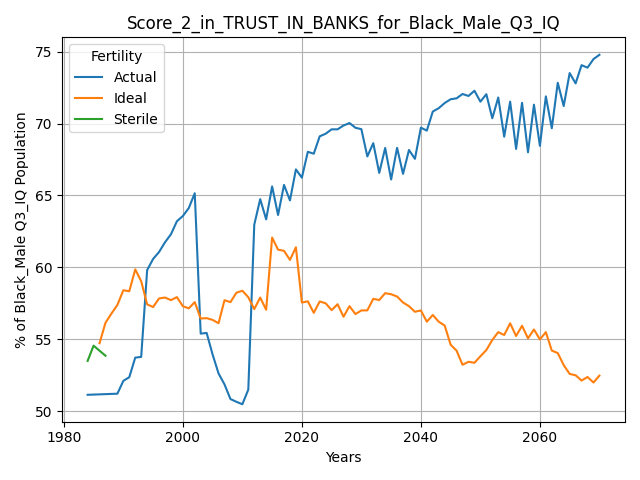 Score_2_in_TRUST_IN_BANKS_for_Black_Male_Q3_IQ
Fertility
Actual
Ideal
Sterile
% of Black_Male Q3_IQ Population
75
70
65
60
55
50
1980
2000
2020
2040
2060
Years